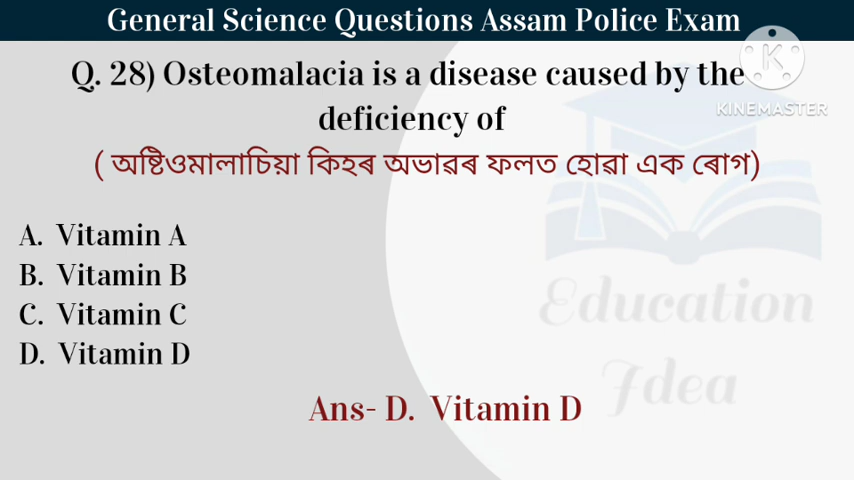 General Science Questions Assam Police Exam
K
KINEMASTER
Q. 28) Osteomalacia is a disease caused by the
deficiency of
( অষ্টিওমালাচিয়া কিহৰ অভাৱৰ ফলত হোৱা এক ৰোগ)
A. Vitamin A
B. Vitamin B
C. Vitamin C
D. Vitamin D
Education
Idea
Ans- D. Vitamin D